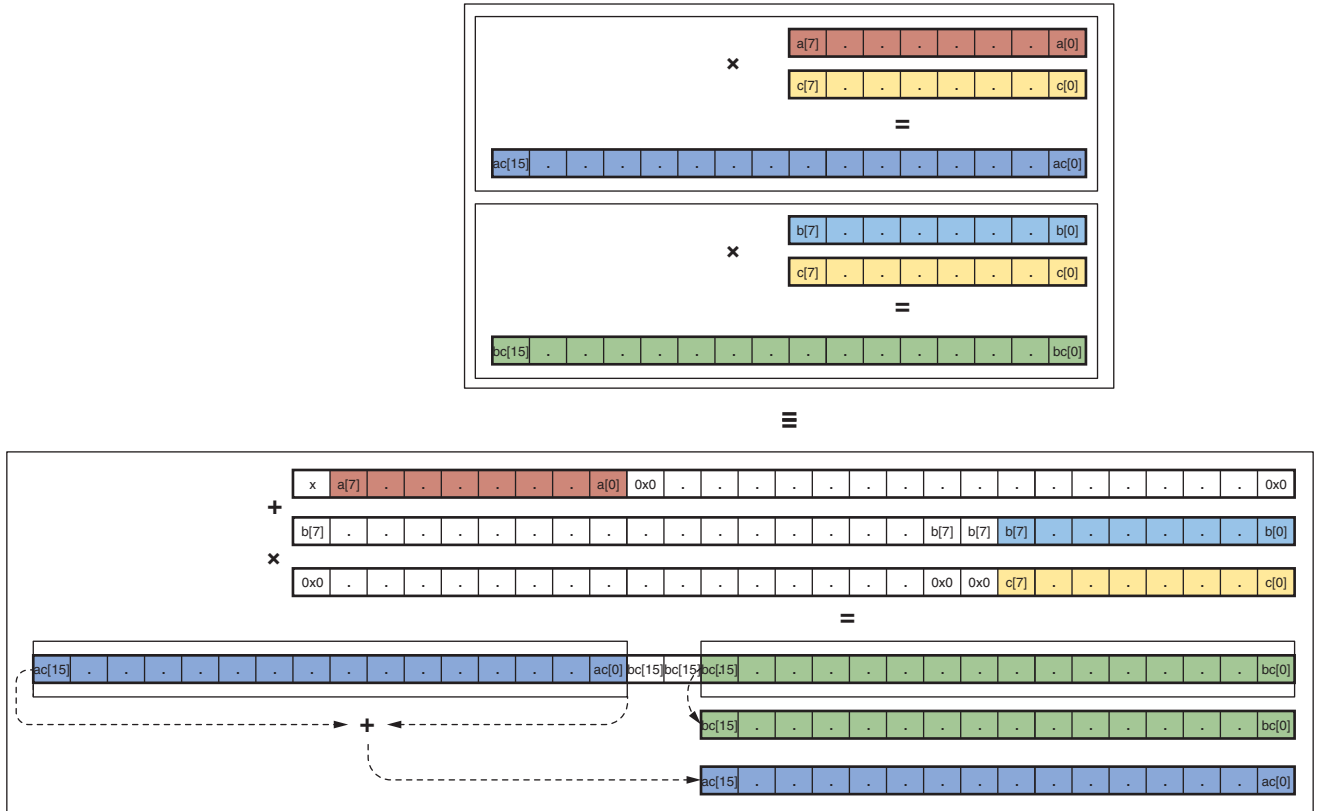 a[7] . . . . . . a[0]
×
c[7] . . . . . . c[0]
=
ac[15] . . . . . . . . . . . . . . ac[0]
b[7] . . . . . . b[0]
×
c[7] . . . . . . c[0]
=
bc[15] . . . . . . . . . . . . . . bc[0]
≡
x a[7] . . . . . . a[0] 0x0 . . . . . . . . . . . . . . . . 0x0
+
b[7] . . . . . . . . . . . . . . . . b[7] b[7] b[7] . . . . . . b[0]
×
0x0 . . . . . . . . . . . . . . . . 0x0 0x0 c[7] . . . . . . c[0]
=
ac[15] . . . . . . . . . . . . . . ac[0] bc[15] bc[15] bc[15] . . . . . . . . . . . . . . bc[0]
+
bc[15] . . . . . . . . . . . . . . bc[0]
ac[15] . . . . . . . . . . . . . . ac[0]